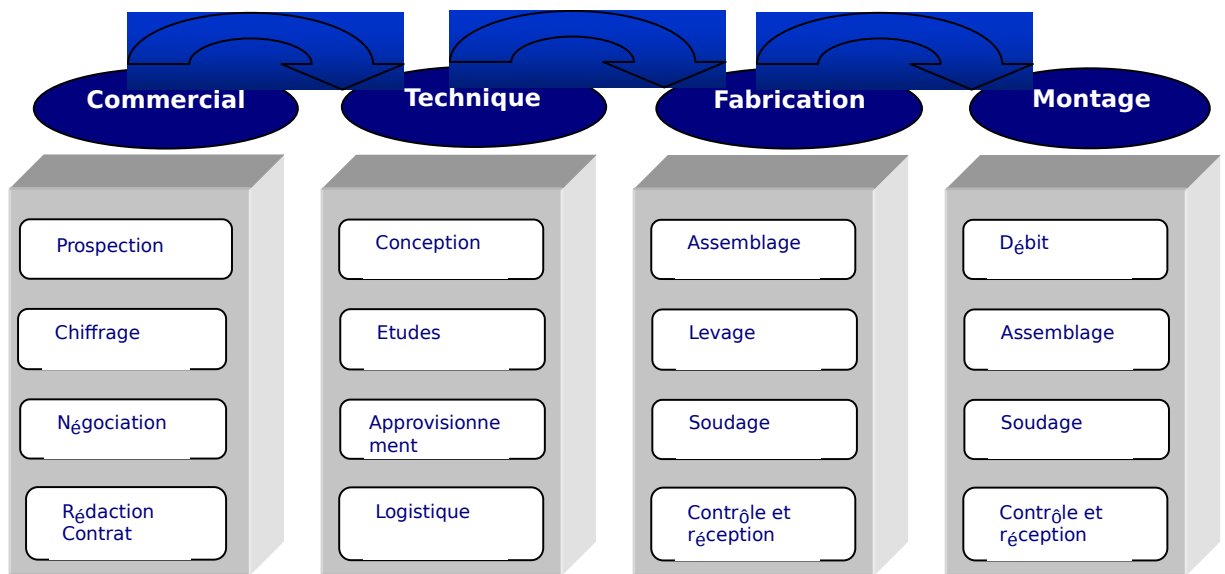 Commercial
Technique
Fabrication
Montage
Prospection
Chiffrage
Négociation
Rédaction
Contrat
Conception
Etudes
Approvisionne
ment
Logistique
Assemblage
Levage
Soudage
Contrôle et
réception
Débit
Assemblage
Soudage
Contrôle et
réception